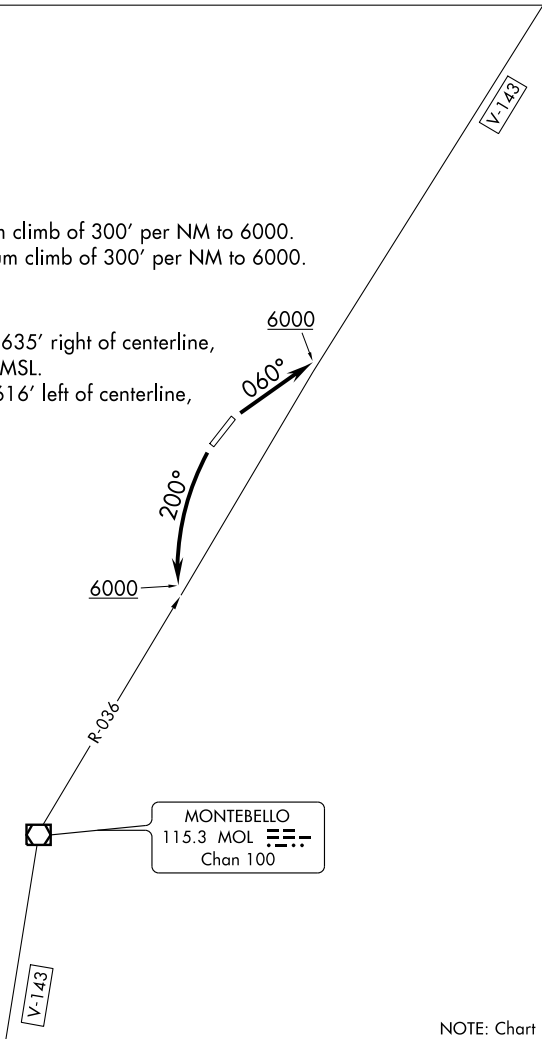 V-143
climb of 300' per NM to 6000.
climb of 300' per NM to 6000.
635' right of centerline,
MSL.
616' left of centerline,
6000
060°
200°
6000
R-036
MONTEBELLO
115.3 MOL
Chan 100
V-143
NOTE: Chart